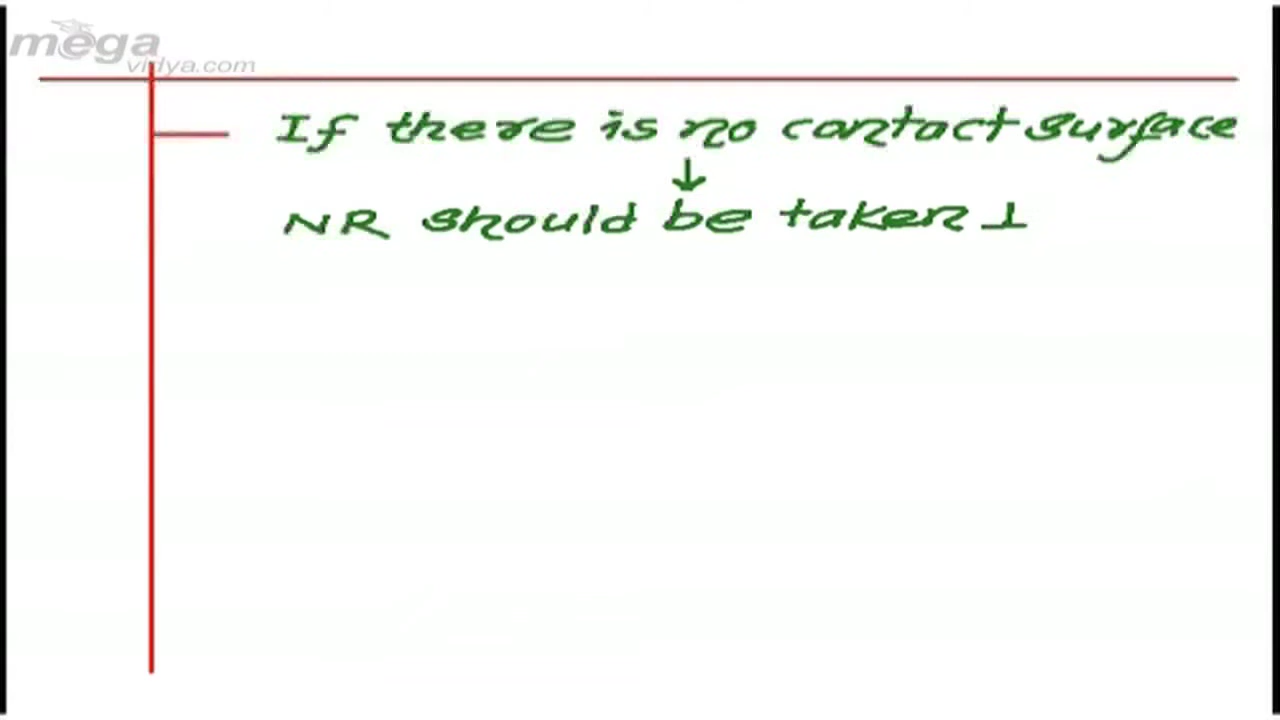 mega
vidya.com
If there is no contact surface
↓
NR should be taken ⊥